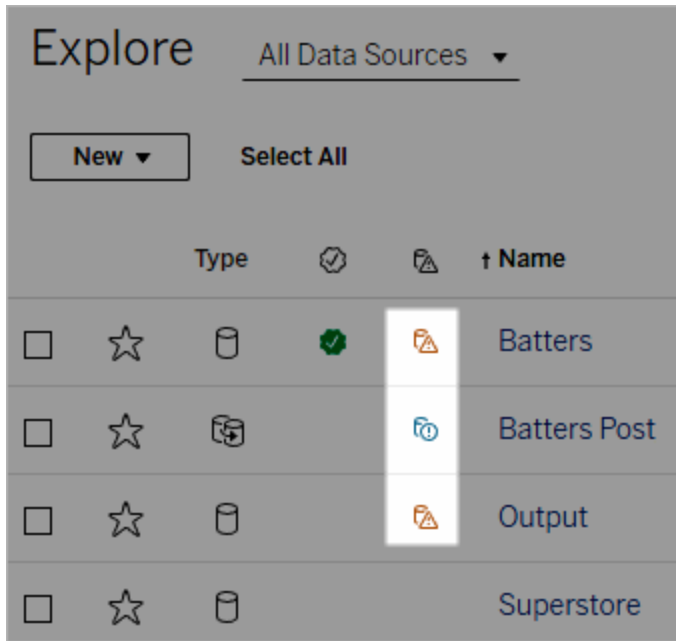 Explore All Data Sources
New Select All
Type Name
Batters
Batters Post
Output
Superstore